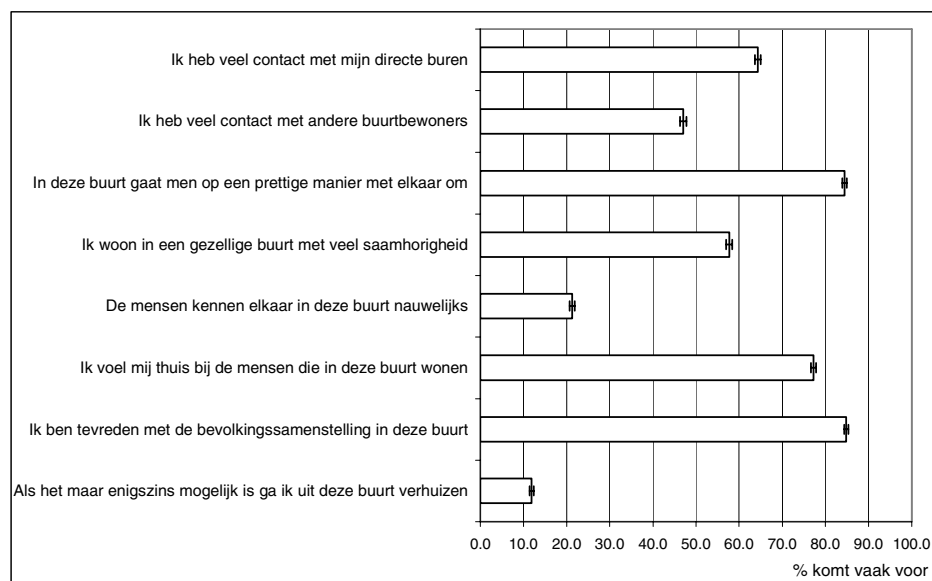 Ik heb veel contact met mijn directe buren
Ik heb veel contact met andere buurtbewoners
In deze buurt gaat men op een prettige manier met elkaar om
Ik woon in een gezellige buurt met veel saamhorigheid
De mensen kennen elkaar in deze buurt nauwelijks
Ik voel mij thuis bij de mensen die in deze buurt wonen
Ik ben tevreden met de bevolkingssamenstelling in deze buurt
Als het maar enigszins mogelijk is ga ik uit deze buurt verhuizen
0.0 10.0 20.0 30.0 40.0 50.0 60.0 70.0 80.0 90.0 100.0
% komt vaak voor